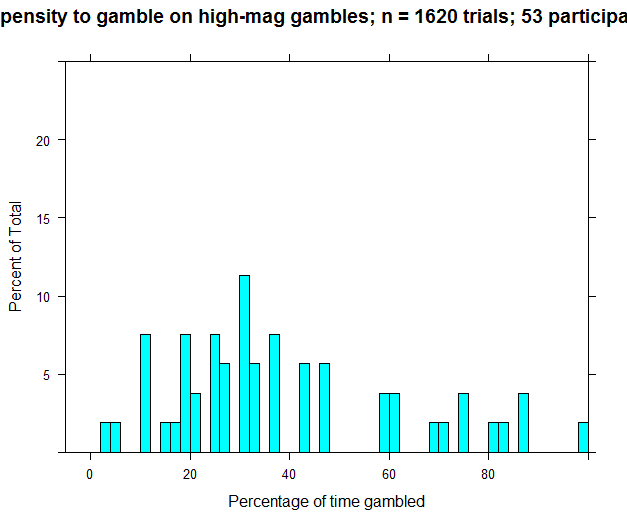 pensity to gamble on high-mag gambles; n = 1620 trials; 53 participa
Percent of Total
20
15
10
5
0 20 40 60 80
Percentage of time gambled